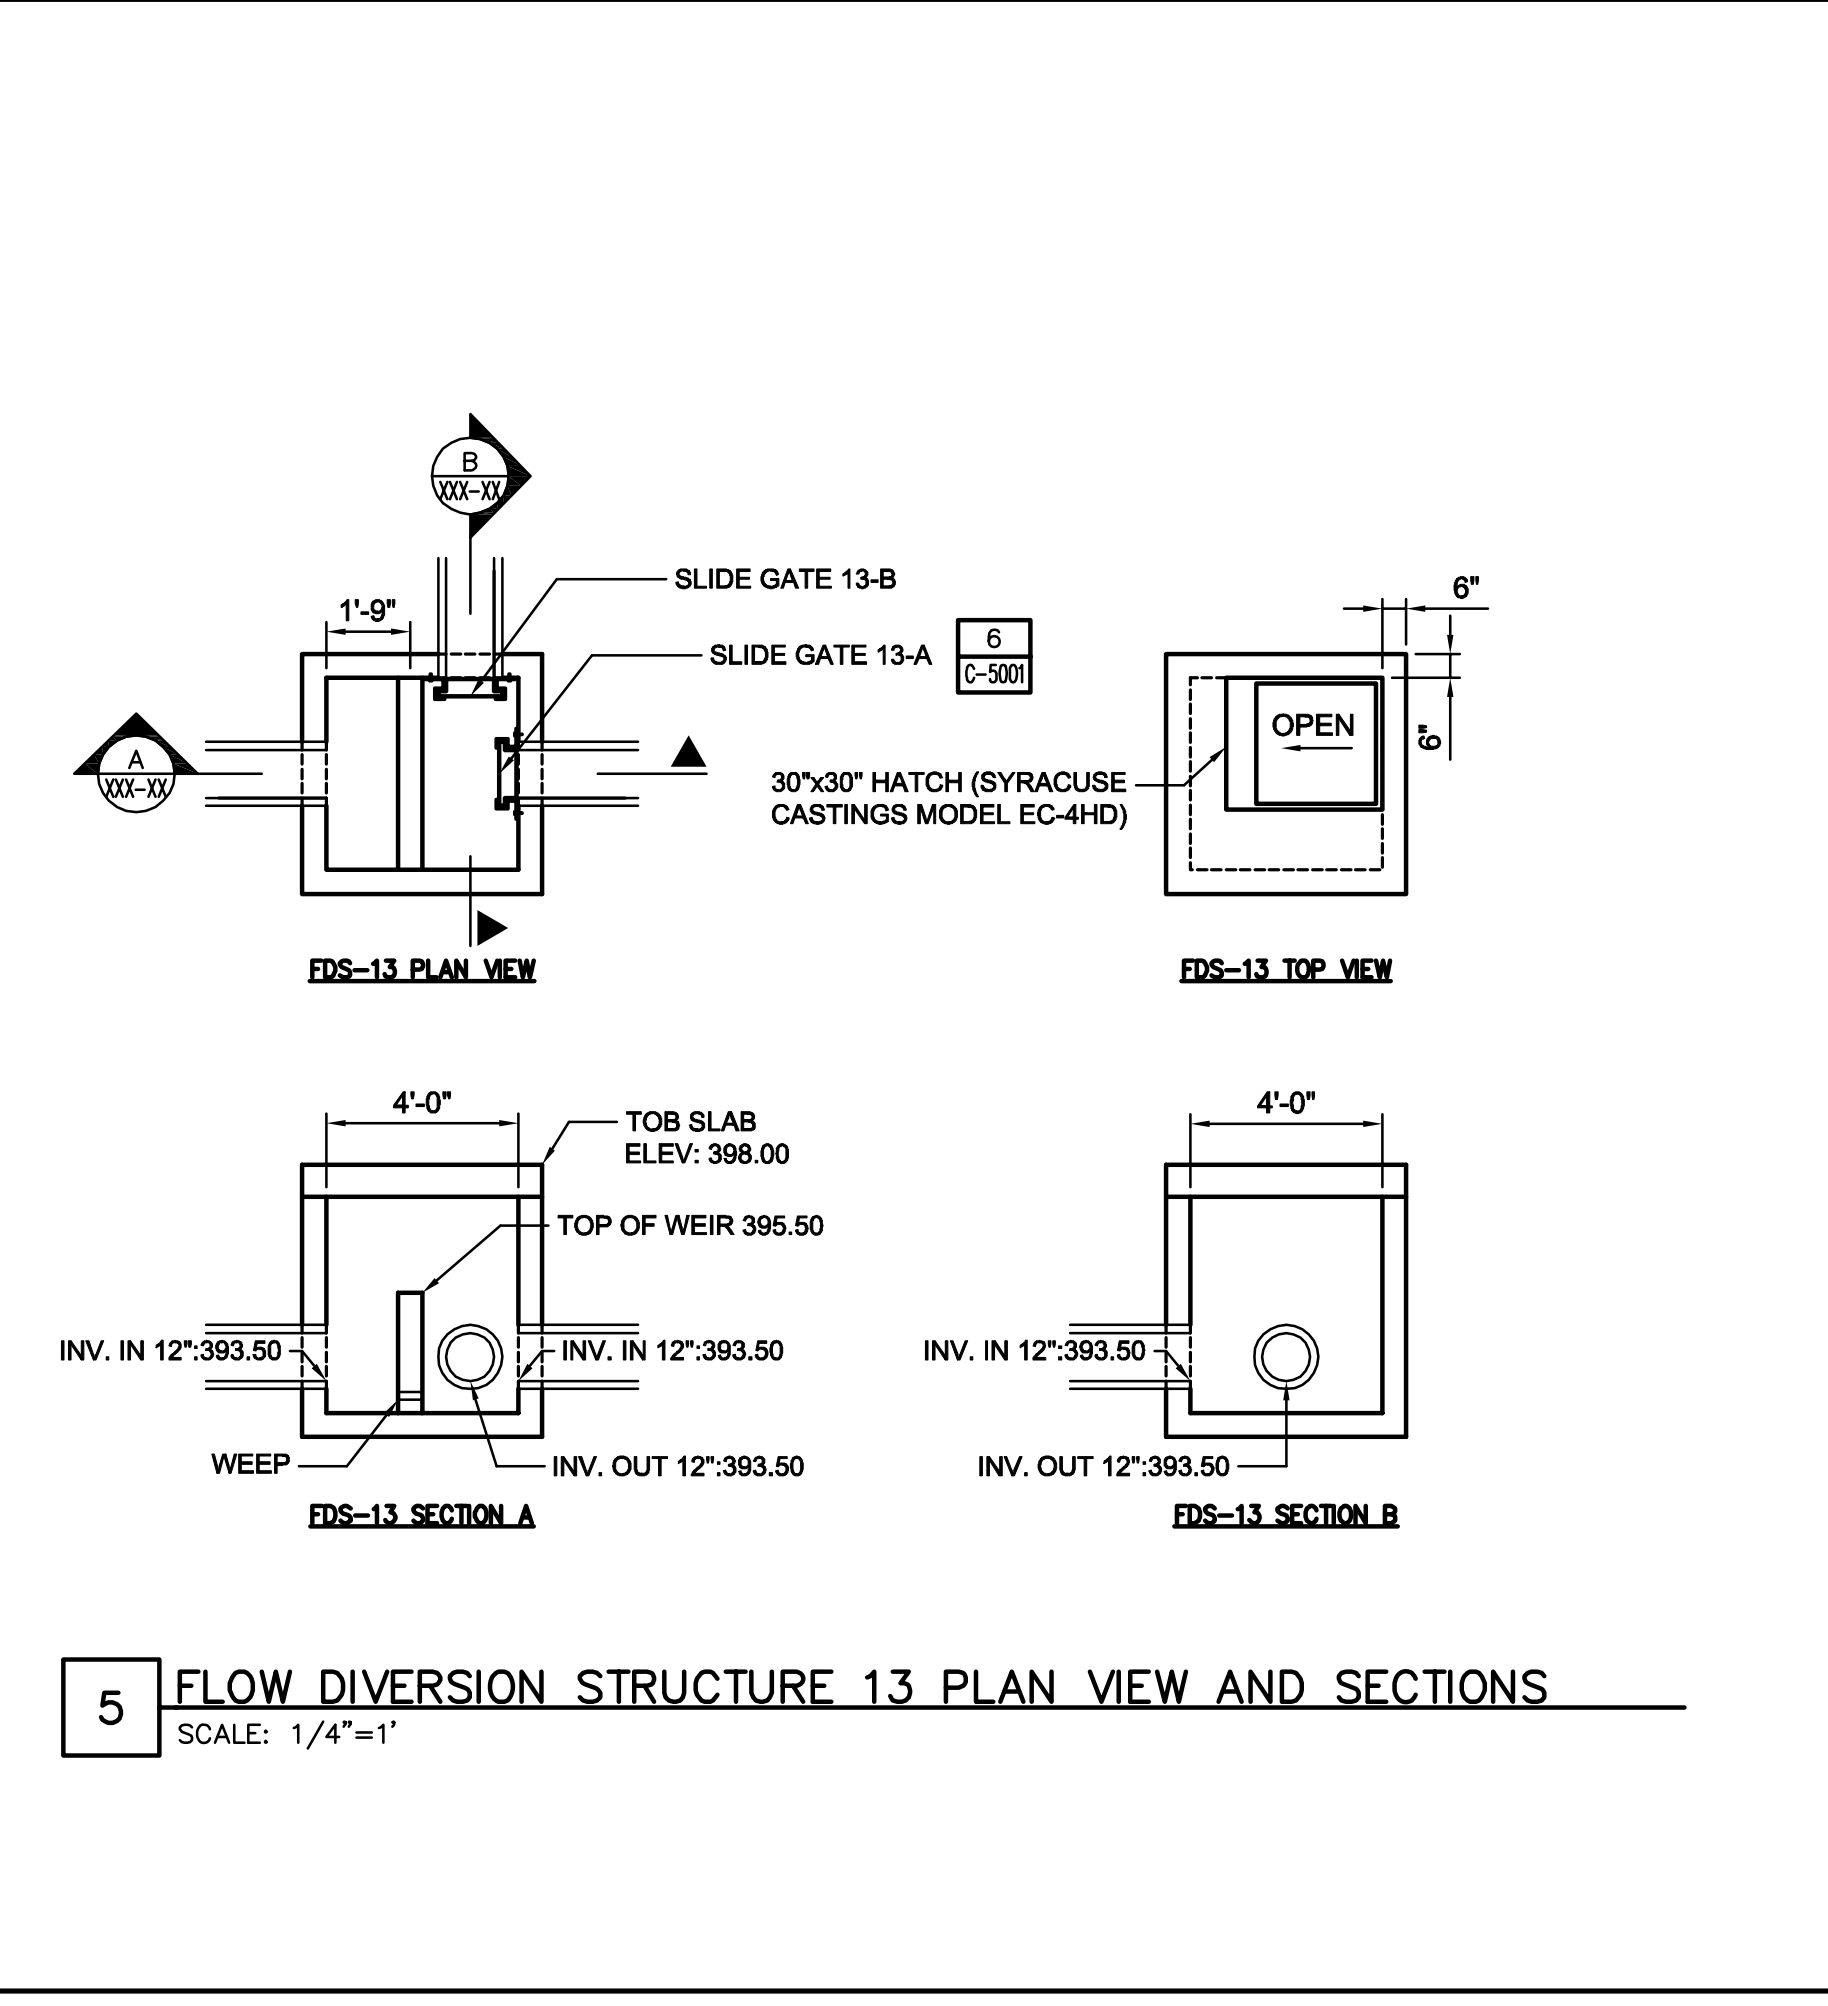 B
XXX-XX
SLIDE GATE 13-B
1'-9"
6"
SLIDE GATE 13-A
6
C-5001
A
XXX-XX
OPEN
6"
30"x30" HATCH (SYRACUSE
CASTINGS MODEL EC-4HD)
FDS-13 PLAN VIEW
FDS-13 TOP VIEW
4'-0"
TOB SLAB
ELEV: 398.00
4'-0"
TOP OF WEIR 395.50
INV. IN 12":393.50
INV. IN 12":393.50
INV. IN 12":393.50
WEEP
INV. OUT 12":393.50
INV. OUT 12":393.50
FDS-13 SECTION A
FDS-13 SECTION B
5
FLOW DIVERSION STRUCTURE 13 PLAN VIEW AND SECTIONS
SCALE: 1/4"=1'